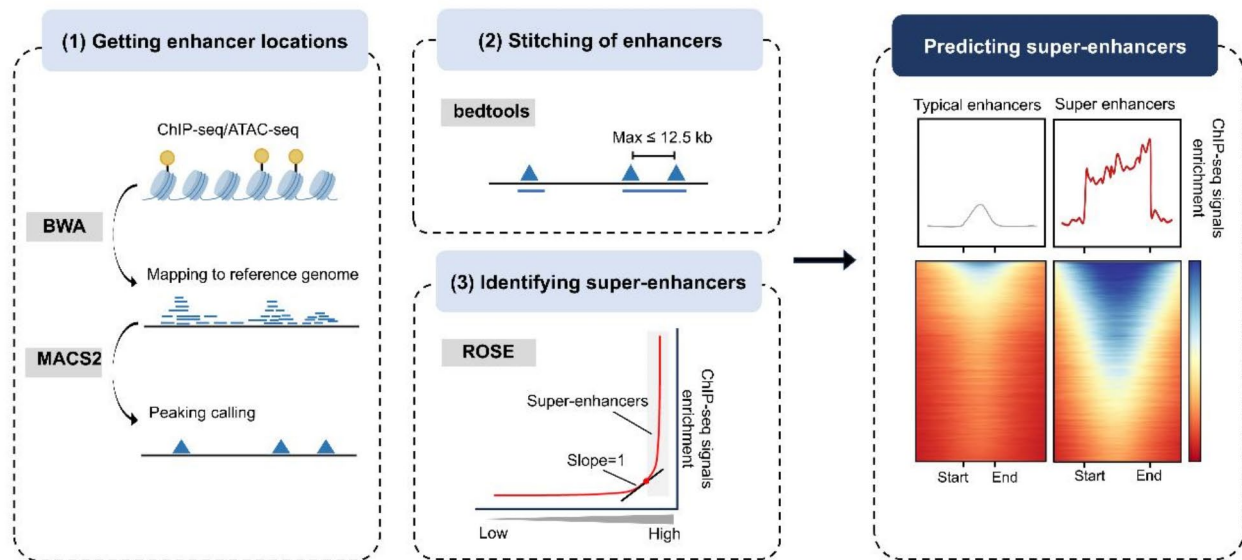 (1) Getting enhancer locations
ChIP-seq/ATAC-seq
BWA
Mapping to reference genome
MACS2
Peaking calling
(2) Stitching of enhancers
bedtools
Max ≤ 12.5 kb
(3) Identifying super-enhancers
ROSE
Super-enhancers
Slope=1
ChIP-seq signals
enrichment
Low
High
Predicting super-enhancers
Typical enhancers
Super enhancers
ChIP-seq signals
enrichment
Start
End
Start
End